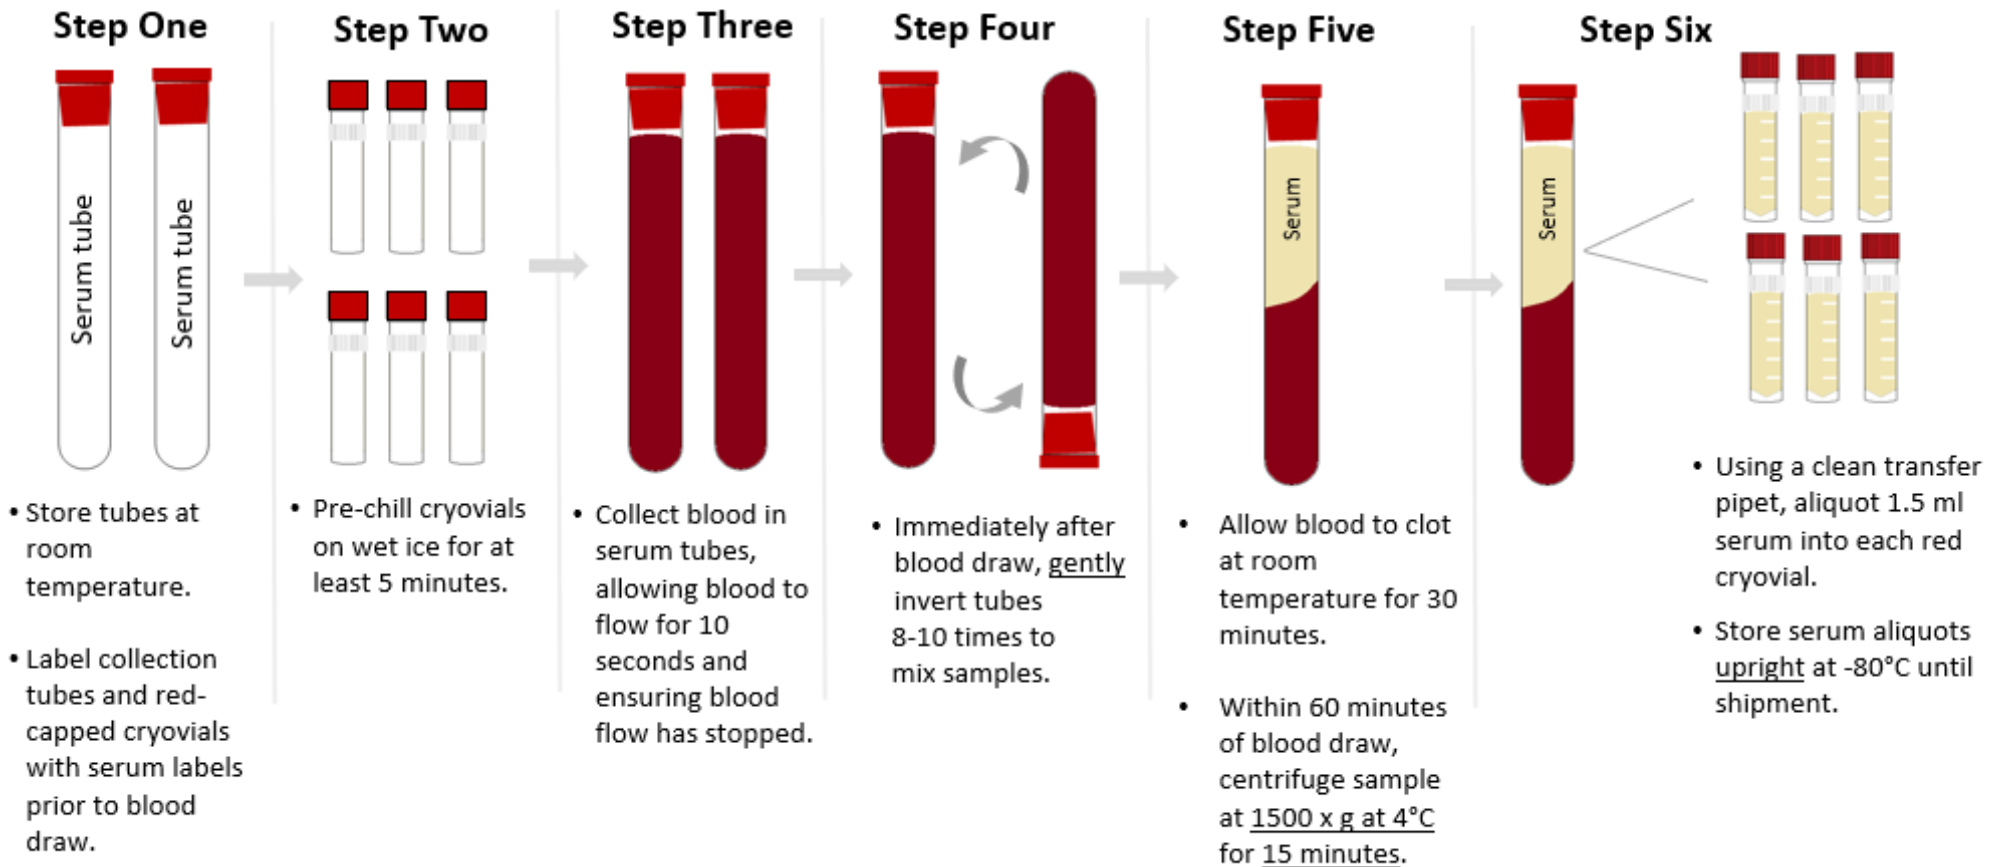 Step One
Serum tube
Serum tube
• Store tubes at
room
temperature.
• Label collection
tubes and red-
capped cryovials
with serum labels
prior to blood
draw.
Step Two
• Pre-chill cryovials
on wet ice for at
least 5 minutes.
Step Three
• Collect blood in
serum tubes,
allowing blood to
flow for 10
seconds and
ensuring blood
flow has stopped.
Step Four
• Immediately after
blood draw, gently
invert tubes
8-10 times to
mix samples.
Step Five
Serum
• Allow blood to clot
at room
temperature for 30
minutes.
• Within 60 minutes
of blood draw,
centrifuge sample
at 1500 x g at 4°C
for 15 minutes.
Step Six
Serum
• Using a clean transfer
pipet, aliquot 1.5 ml
serum into each red
cryovial.
• Store serum aliquots
upright at -80°C until
shipment.